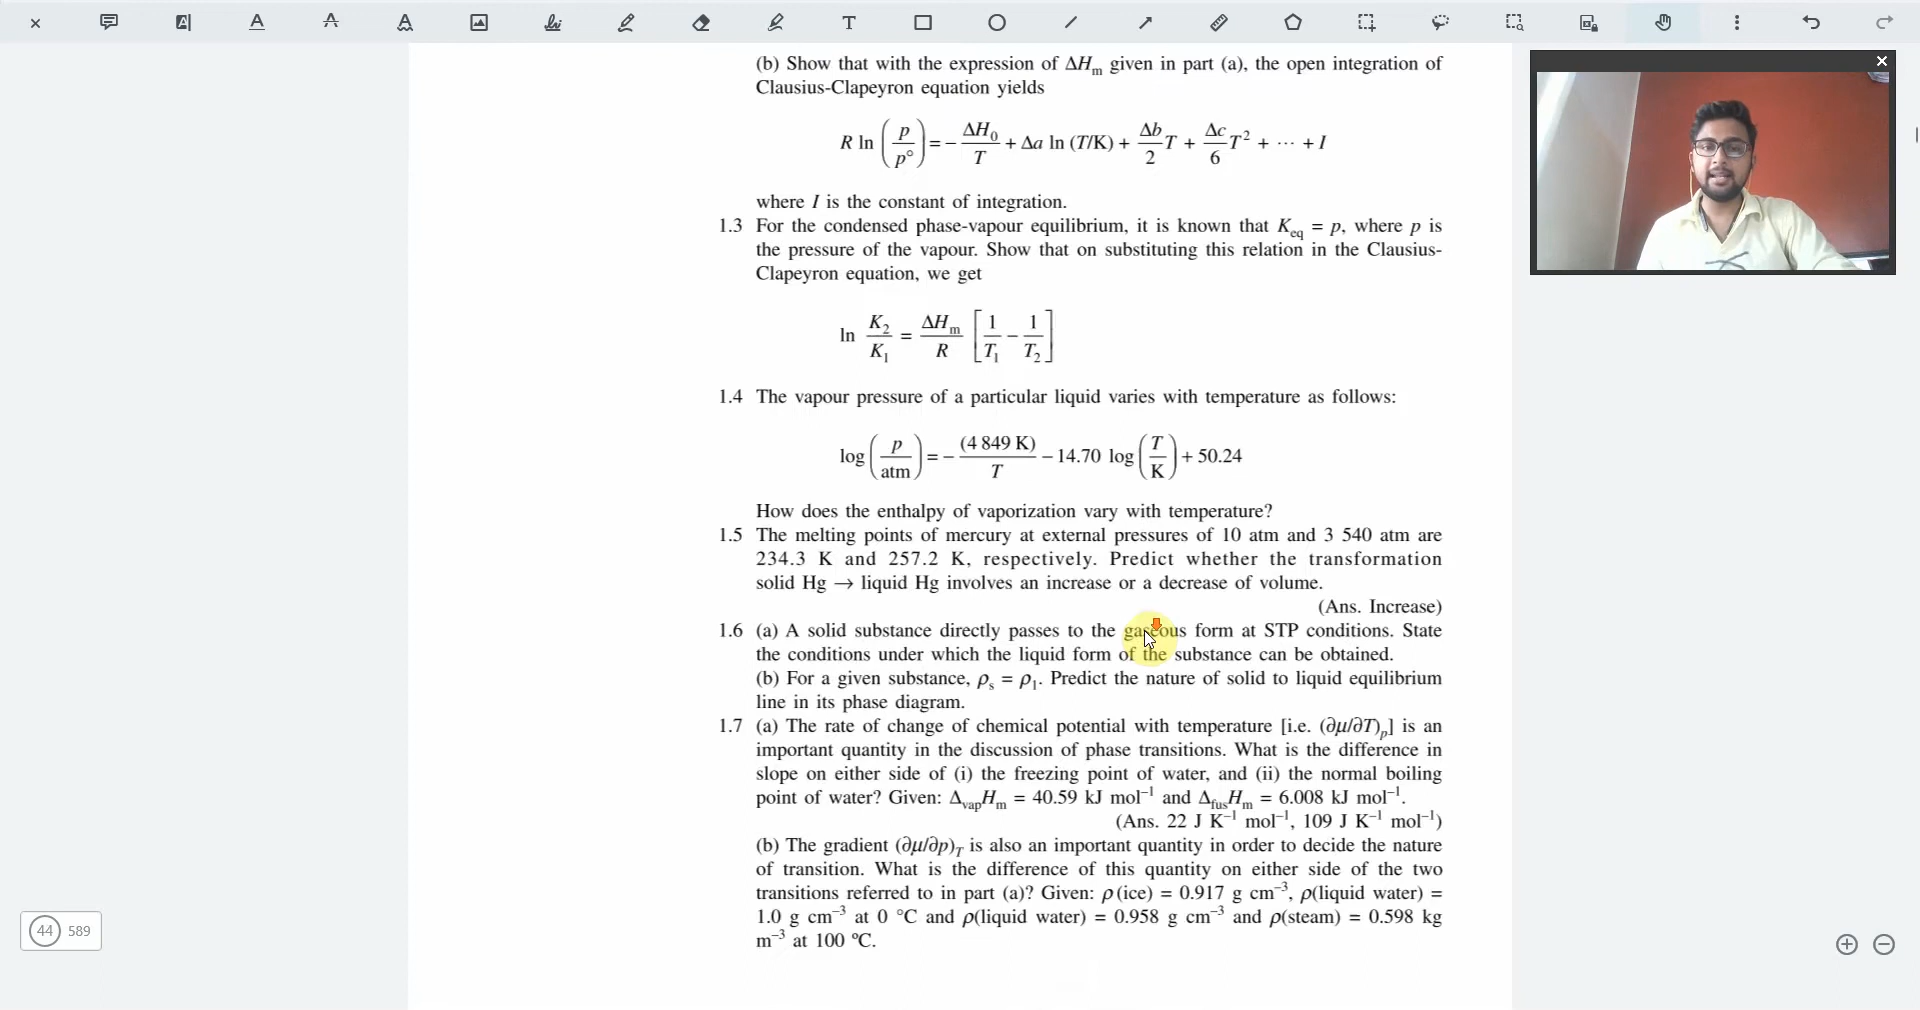 (b) Show that with the expression of ΔHm given in part (a), the open integration of
Clausius-Clapeyron equation yields
R ln (p/p°) = − ΔH0/T + Δa ln (T/K) + Δb/2 T + Δc/6 T² + ⋯ + I
where I is the constant of integration.
1.3 For the condensed phase-vapour equilibrium, it is known that Keq = p, where p is
the pressure of the vapour. Show that on substituting this relation in the Clausius-
Clapeyron equation, we get
ln K2/K1 = ΔHm/R [1/T1 − 1/T2]
1.4 The vapour pressure of a particular liquid varies with temperature as follows:
log (p/atm) = − (4 849 K)/T − 14.70 log (T/K) + 50.24
How does the enthalpy of vaporization vary with temperature?
1.5 The melting points of mercury at external pressures of 10 atm and 3 540 atm are
234.3 K and 257.2 K, respectively. Predict whether the transformation
solid Hg → liquid Hg involves an increase or a decrease of volume.
(Ans. Increase)
1.6 (a) A solid substance directly passes to the gaseous form at STP conditions. State
the conditions under which the liquid form of the substance can be obtained.
(b) For a given substance, ρs = ρl. Predict the nature of solid to liquid equilibrium
line in its phase diagram.
1.7 (a) The rate of change of chemical potential with temperature [i.e. (∂μ/∂T)p] is an
important quantity in the discussion of phase transitions. What is the difference in
slope on either side of (i) the freezing point of water, and (ii) the normal boiling
point of water? Given: ΔvapHm = 40.59 kJ mol⁻¹ and ΔfusHm = 6.008 kJ mol⁻¹.
(Ans. 22 J K⁻¹ mol⁻¹, 109 J K⁻¹ mol⁻¹)
(b) The gradient (∂μ/∂p)T is also an important quantity in order to decide the nature
of transition. What is the difference of this quantity on either side of the two
transitions referred to in part (a)? Given: ρ(ice) = 0.917 g cm⁻³, ρ(liquid water) =
1.0 g cm⁻³ at 0 °C and ρ(liquid water) = 0.958 g cm⁻³ and ρ(steam) = 0.598 kg
m⁻³ at 100 °C.
44 589